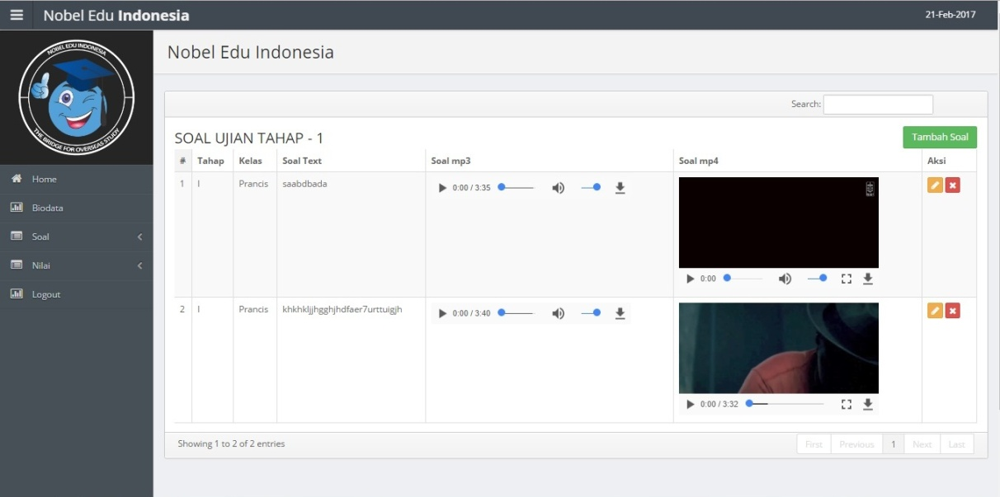 Nobel Edu Indonesia
21-Feb-2017
NOBEL EDU INDONESIA
THE BRIDGE FOR OVERSEAS STUDY
Home
Biodata
Soal
Nilai
Logout
Nobel Edu Indonesia
Search:
SOAL UJIAN TAHAP - 1
Tambah Soal
# Tahap Kelas Soal Text Soal mp3 Soal mp4 Aksi
1 I Prancis saabdbada 0:00 / 3:35
0:00
2 I Prancis khkhkljjhgghjhdfaer7urttuigjh 0:00 / 3:40
0:00 / 3:32
Showing 1 to 2 of 2 entries
First Previous 1 Next Last